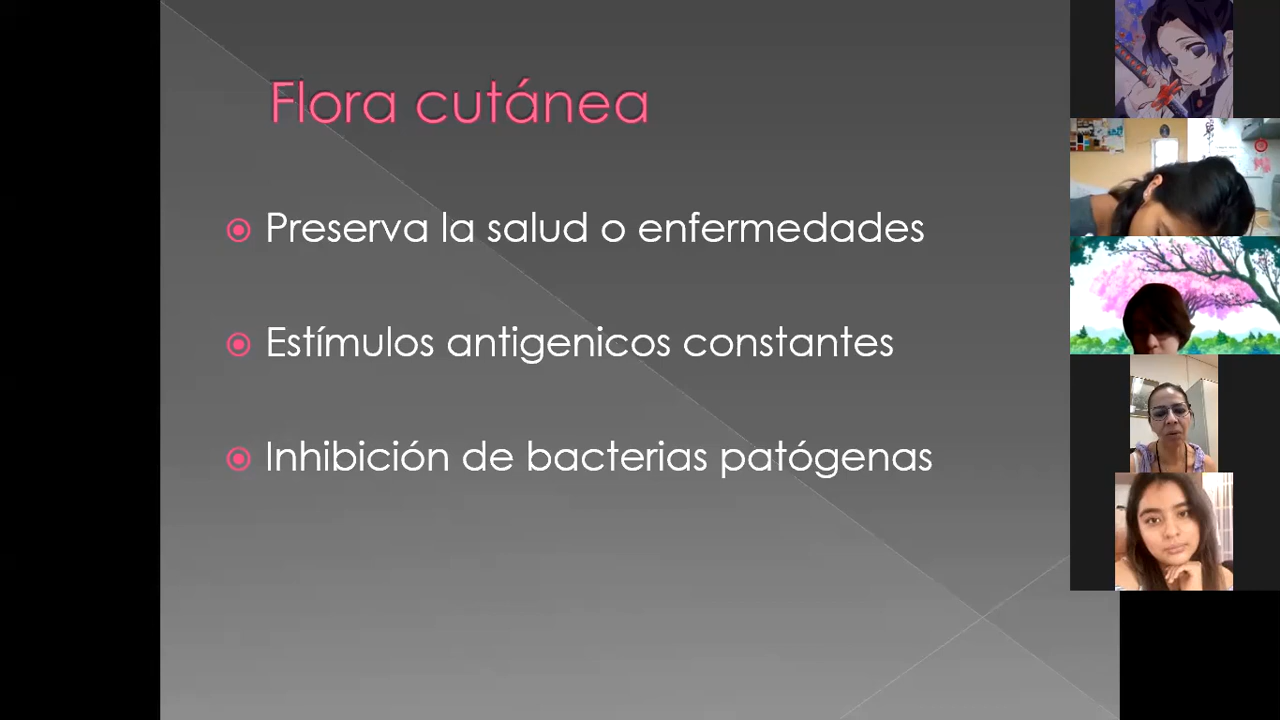 Flora cutánea
Preserva la salud o enfermedades
Estímulos antigenicos constantes
Inhibición de bacterias patógenas